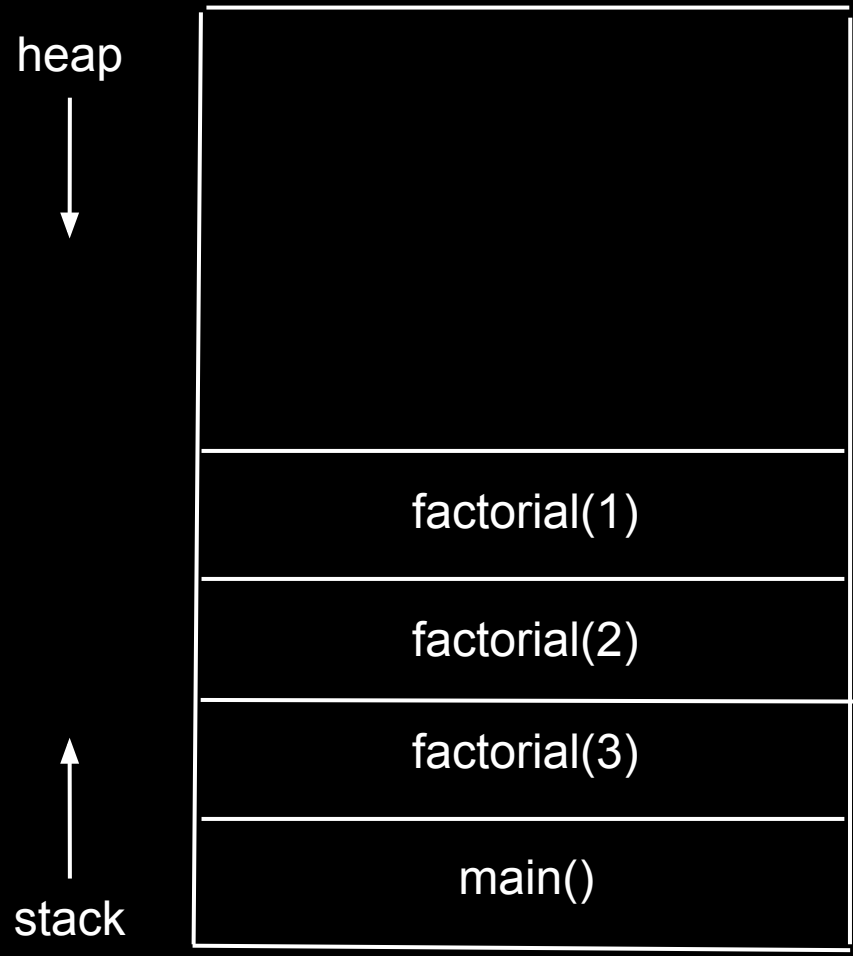 heap
factorial(1)
factorial(2)
factorial(3)
main()
stack